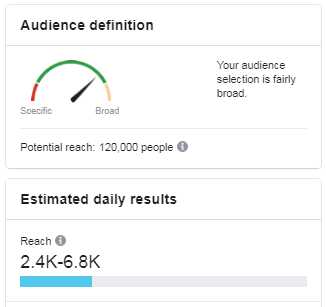 Audience definition
Your audience
selection is fairly
broad.
Specific
Broad
Potential reach: 120,000 people
Estimated daily results
Reach
2.4K-6.8K